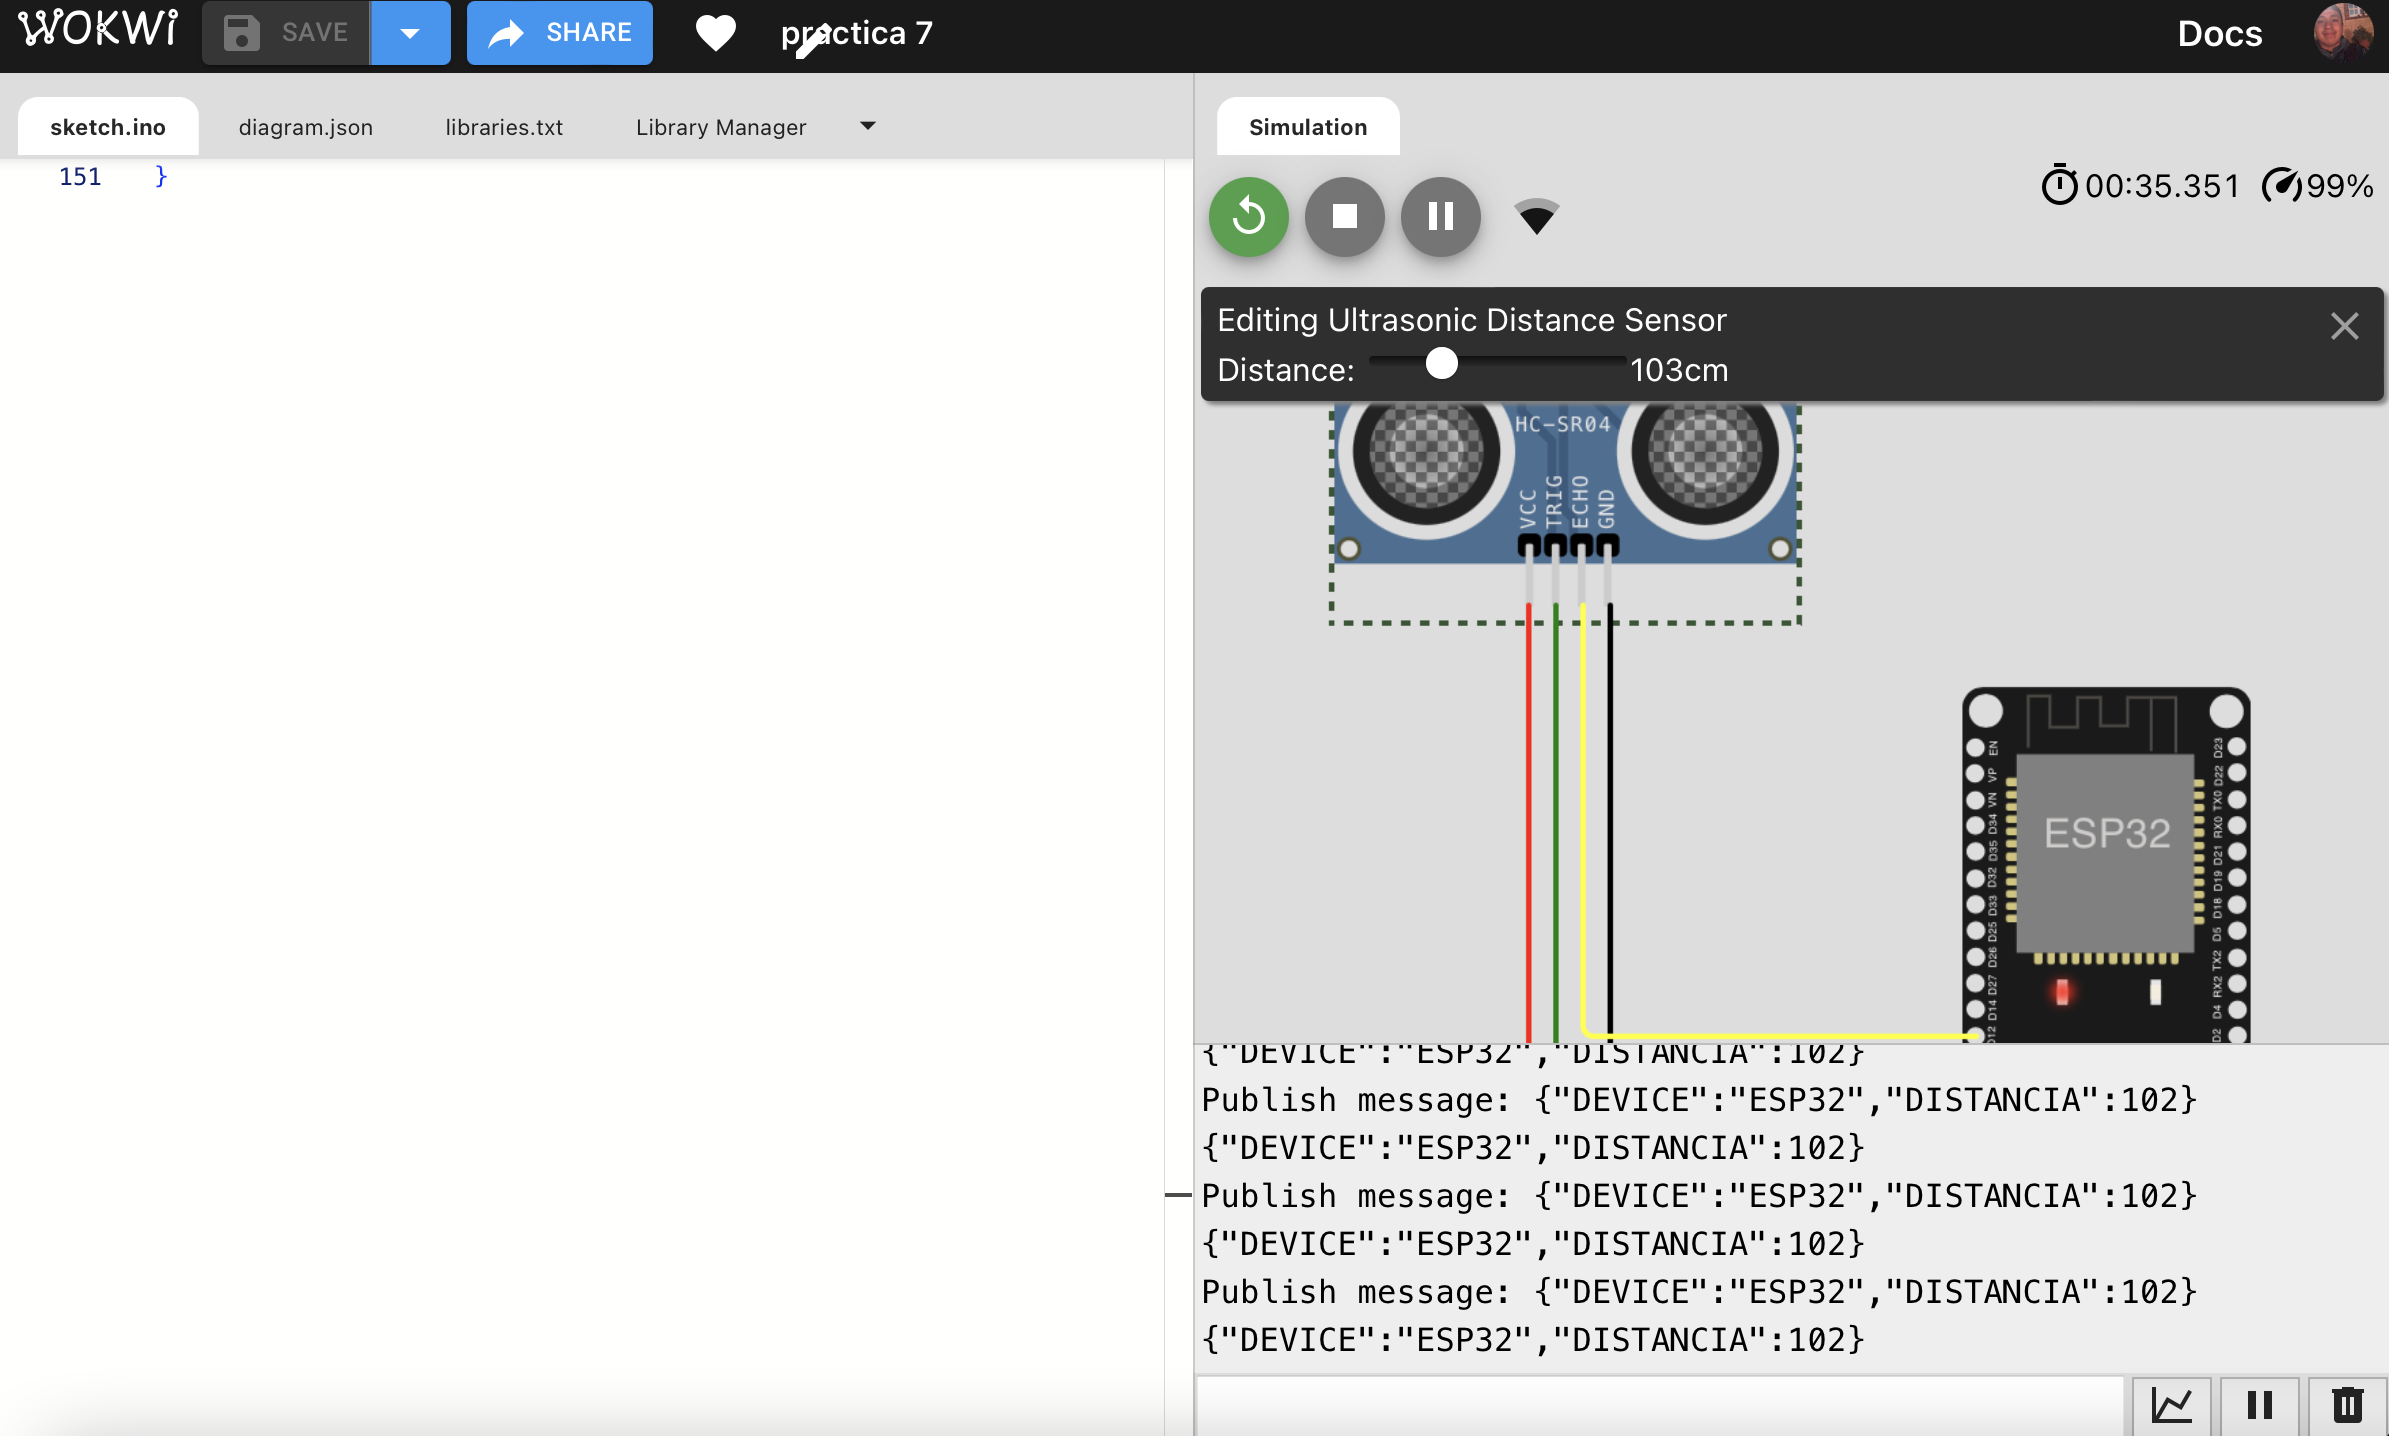 WOKWi
SAVE
SHARE
practica 7
Docs
sketch.ino
diagram.json
libraries.txt
Library Manager
151 }
Simulation
00:35.351
99%
Editing Ultrasonic Distance Sensor
Distance:
103cm
HC-SR04
VCC
TRIG
ECHO
GND
ESP32
EN
VP
VN
D34
D35
D32
D33
D25
D26
D27
D14
D12
D23
D22
TX0
RX0
D21
D19
D18
D5
TX2
RX2
D4
D2
{"DEVICE":"ESP32","DISTANCIA":102}
Publish message: {"DEVICE":"ESP32","DISTANCIA":102}
{"DEVICE":"ESP32","DISTANCIA":102}
Publish message: {"DEVICE":"ESP32","DISTANCIA":102}
{"DEVICE":"ESP32","DISTANCIA":102}
Publish message: {"DEVICE":"ESP32","DISTANCIA":102}
{"DEVICE":"ESP32","DISTANCIA":102}